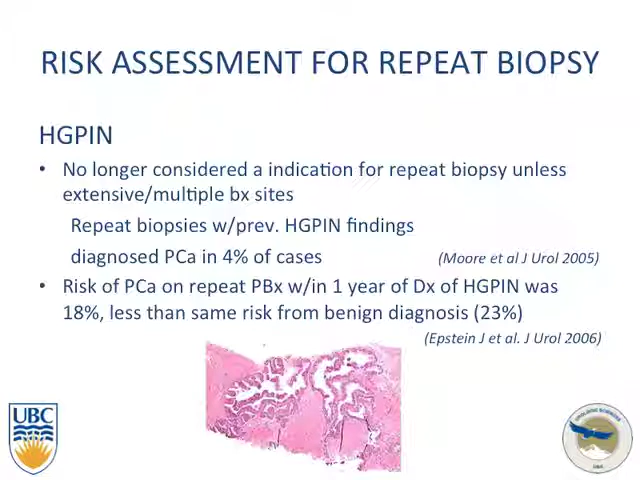 RISK ASSESSMENT FOR REPEAT BIOPSY
HGPIN
• No longer considered a indication for repeat biopsy unless
extensive/multiple bx sites
Repeat biopsies w/prev. HGPIN findings
diagnosed PCa in 4% of cases (Moore et al J Urol 2005)
• Risk of PCa on repeat PBx w/in 1 year of Dx of HGPIN was
18%, less than same risk from benign diagnosis (23%)
(Epstein J et al. J Urol 2006)
UBC
UROLOGIC SCIENCES
UBC